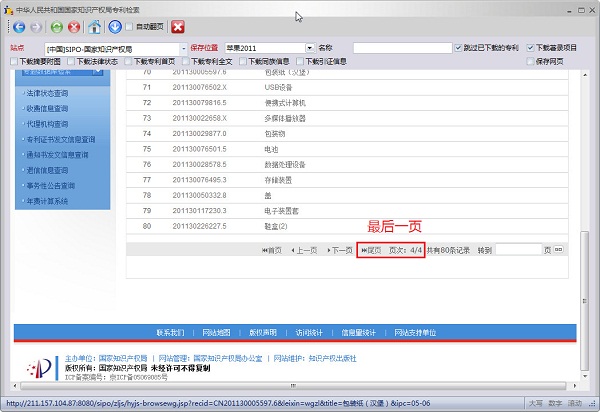 中华人民共和国国家知识产权局专利检索
自动翻页
站点 [中国]SIPO-国家知识产权局 保存位置 苹果2011 名称 跳过已下载的专利 下载著录项目
下载摘要附图 下载法律状态 下载专利首页 下载专利全文 下载同族信息 下载引证信息 保存网页
70 201130005597.6 包装纸（汉堡）
法律状态查询 71 201130076502.X USB设备
收费信息查询 72 201130079816.5 便携式计算机
代理机构查询 73 201130022658.X 多媒体播放器
专利证书发文信息查询 74 201130029877.0 包装物
通知书发文信息查询 75 201130076501.5 电池
退信信息查询 76 201130028578.5 数据处理设备
事务性公告查询 77 201130076495.3 存储装置
年费计算系统 78 201130050332.8 盖
79 201130117230.3 电子装置套
80 201130226227.5 鞋盒(2)
最后一页
首页 上一页 下一页 尾页 页次：4/4 共有80条记录 转到 页
联系我们 | 网站地图 | 版权声明 | 访问统计 | 信息量统计 | 网站支持单位
主办单位：国家知识产权局 | 网站管理：国家知识产权局办公室 | 网站维护：知识产权出版社
版权所有：国家知识产权局 未经许可不得复制
ICP备案编号：京ICP备05069085号
http://211.157.104.87:8080/sipo/zljs/hyjs-browsewg.jsp?recid=CN201130005597.6&leixin=wgzl&title=包装纸（汉堡）&ipc=05-06 大写 数字 滚动